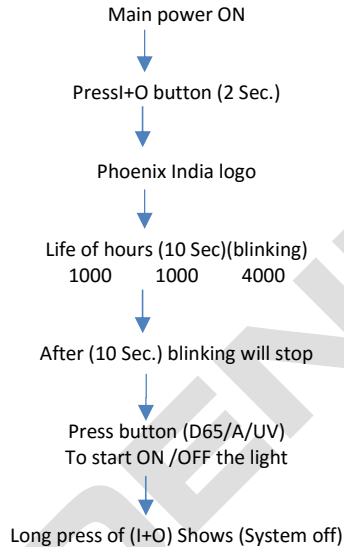 Main power ON
PressI+O button (2 Sec.)
Phoenix India logo
Life of hours (10 Sec)(blinking)
1000 1000 4000
After (10 Sec.) blinking will stop
Press button (D65/A/UV)
To start ON /OFF the light
Long press of (I+O) Shows (System off)